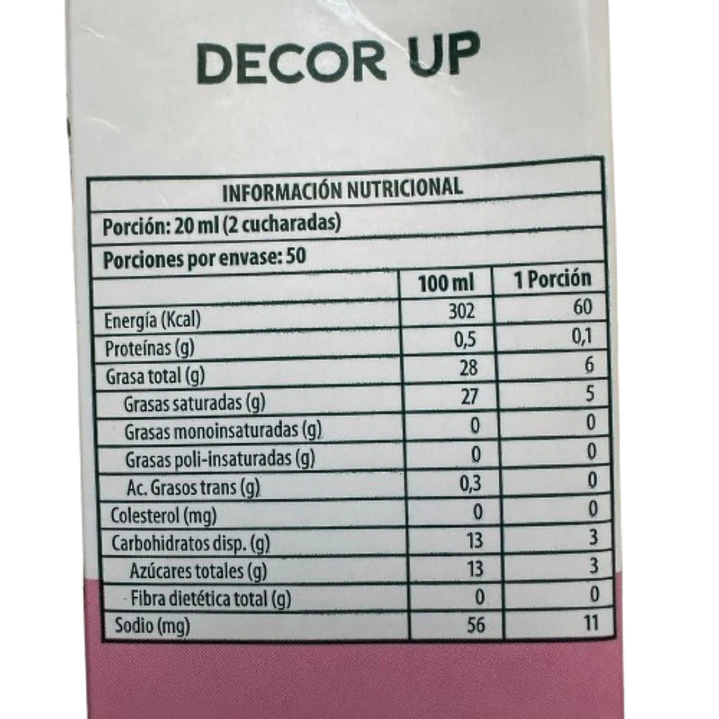 DECOR UP
INFORMACIÓN NUTRICIONAL
Porción: 20 ml (2 cucharadas)
Porciones por envase: 50
100 ml 1 Porción
Energía (Kcal) 302 60
Proteínas (g) 0,5 0,1
Grasa total (g) 28 6
Grasas saturadas (g) 27 5
Grasas monoinsaturadas (g) 0 0
Grasas poli-insaturadas (g) 0 0
Ac. Grasos trans (g) 0,3 0
Colesterol (mg) 0 0
Carbohidratos disp. (g) 13 3
Azúcares totales (g) 13 3
Fibra dietética total (g) 0 0
Sodio (mg) 56 11